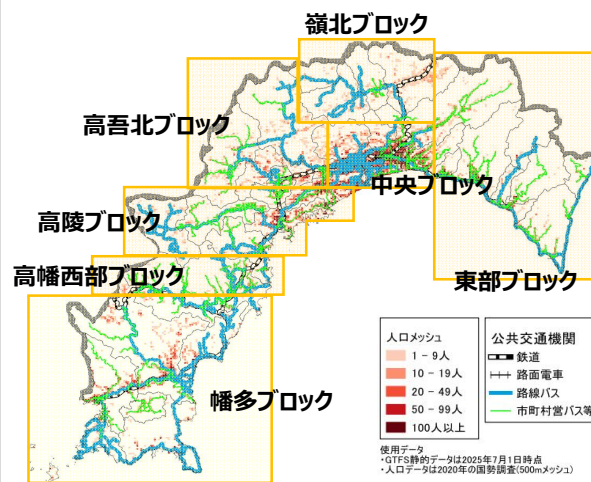 嶺北ブロック
高吾北ブロック
中央ブロック
高陵ブロック
高幡西部ブロック
東部ブロック
幡多ブロック
人口メッシュ
1 - 9人
10 - 19人
20 - 49人
50 - 99人
100人以上
公共交通機関
鉄道
路面電車
路線バス
市町村営バス等
使用データ
・GTFS静的データは2025年7月1日時点
・人口データは2020年の国勢調査(500mメッシュ)